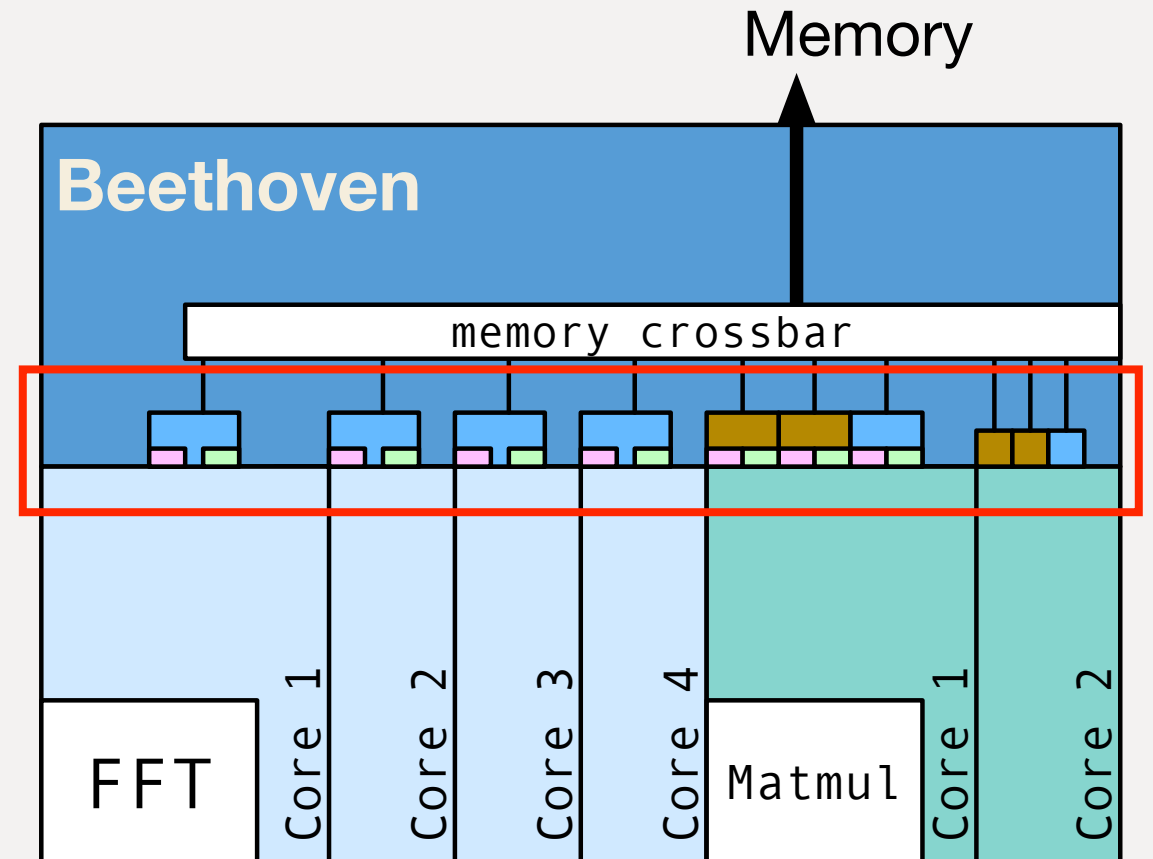 Memory
Beethoven
memory crossbar
FFT
Core 1
Core 2
Core 3
Core 4
Matmul
Core 1
Core 2